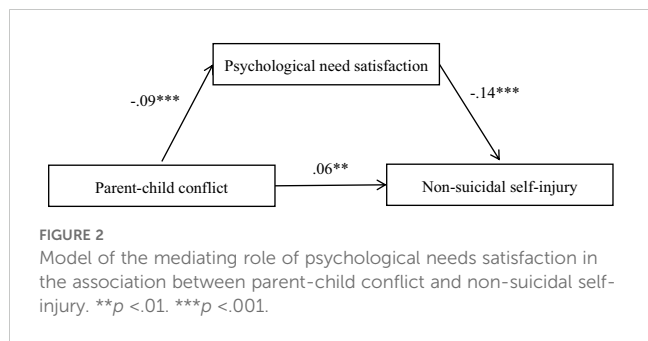 Psychological need satisfaction
-.09***
-.14***
.06**
Parent-child conflict
Non-suicidal self-injury
FIGURE 2
Model of the mediating role of psychological needs satisfaction in
the association between parent-child conflict and non-suicidal self-
injury. **p <.01. ***p <.001.